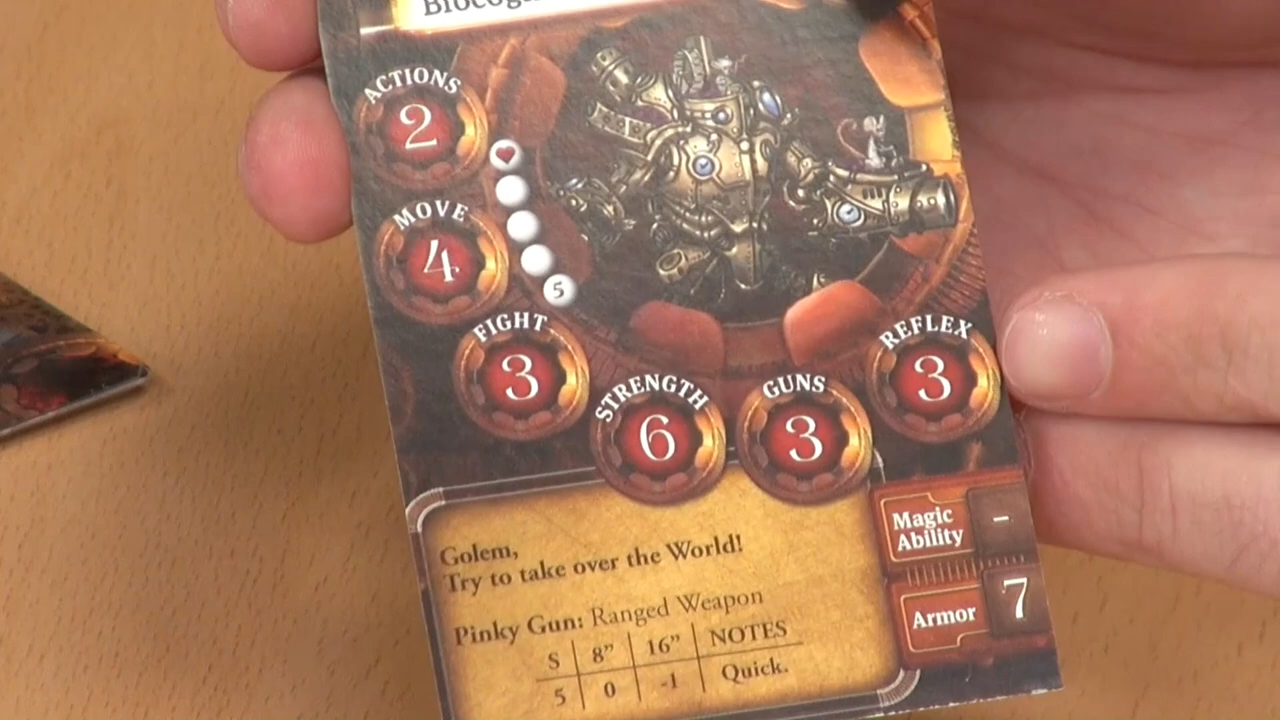 ACTIONS
2
MOVE
4
5
FIGHT
3
STRENGTH
6
GUNS
3
REFLEX
3
Magic
Ability
-
Armor
7
Golem,
Try to take over the World!
Pinky Gun: Ranged Weapon
S 8” 16” NOTES
5 0 -1 Quick.